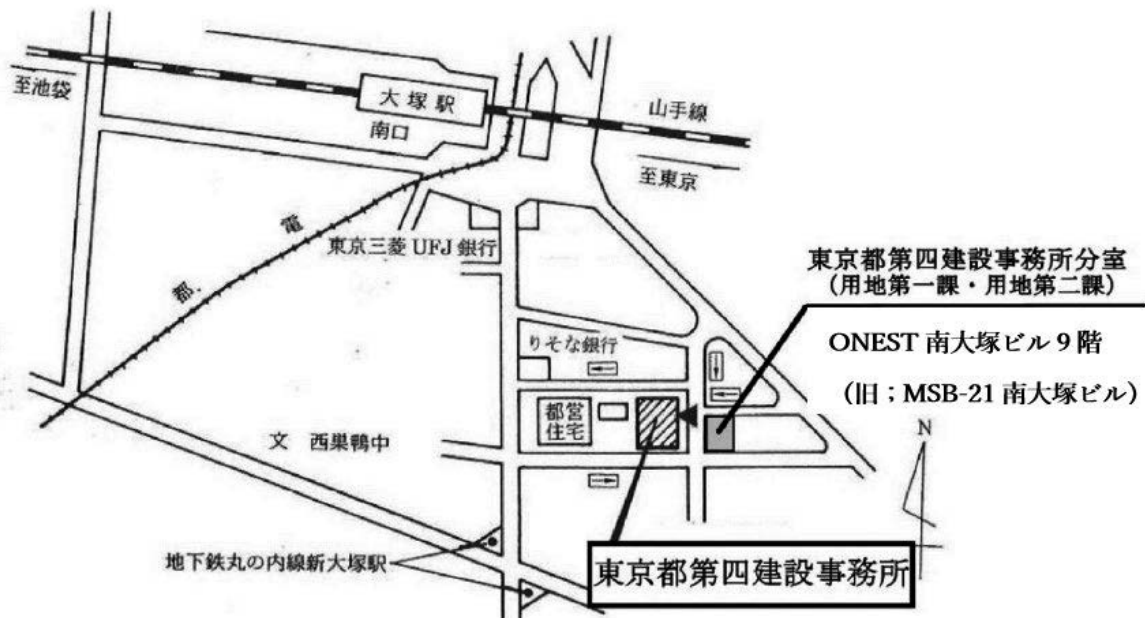 至池袋
大塚駅
南口
山手線
至東京
都電
東京三菱 UFJ 銀行
東京都第四建設事務所分室
(用地第一課・用地第二課)
ONEST 南大塚ビル 9 階
(旧；MSB-21 南大塚ビル)
りそな銀行
都営
住宅
文 西巣鴨中
N
地下鉄丸の内線新大塚駅
東京都第四建設事務所